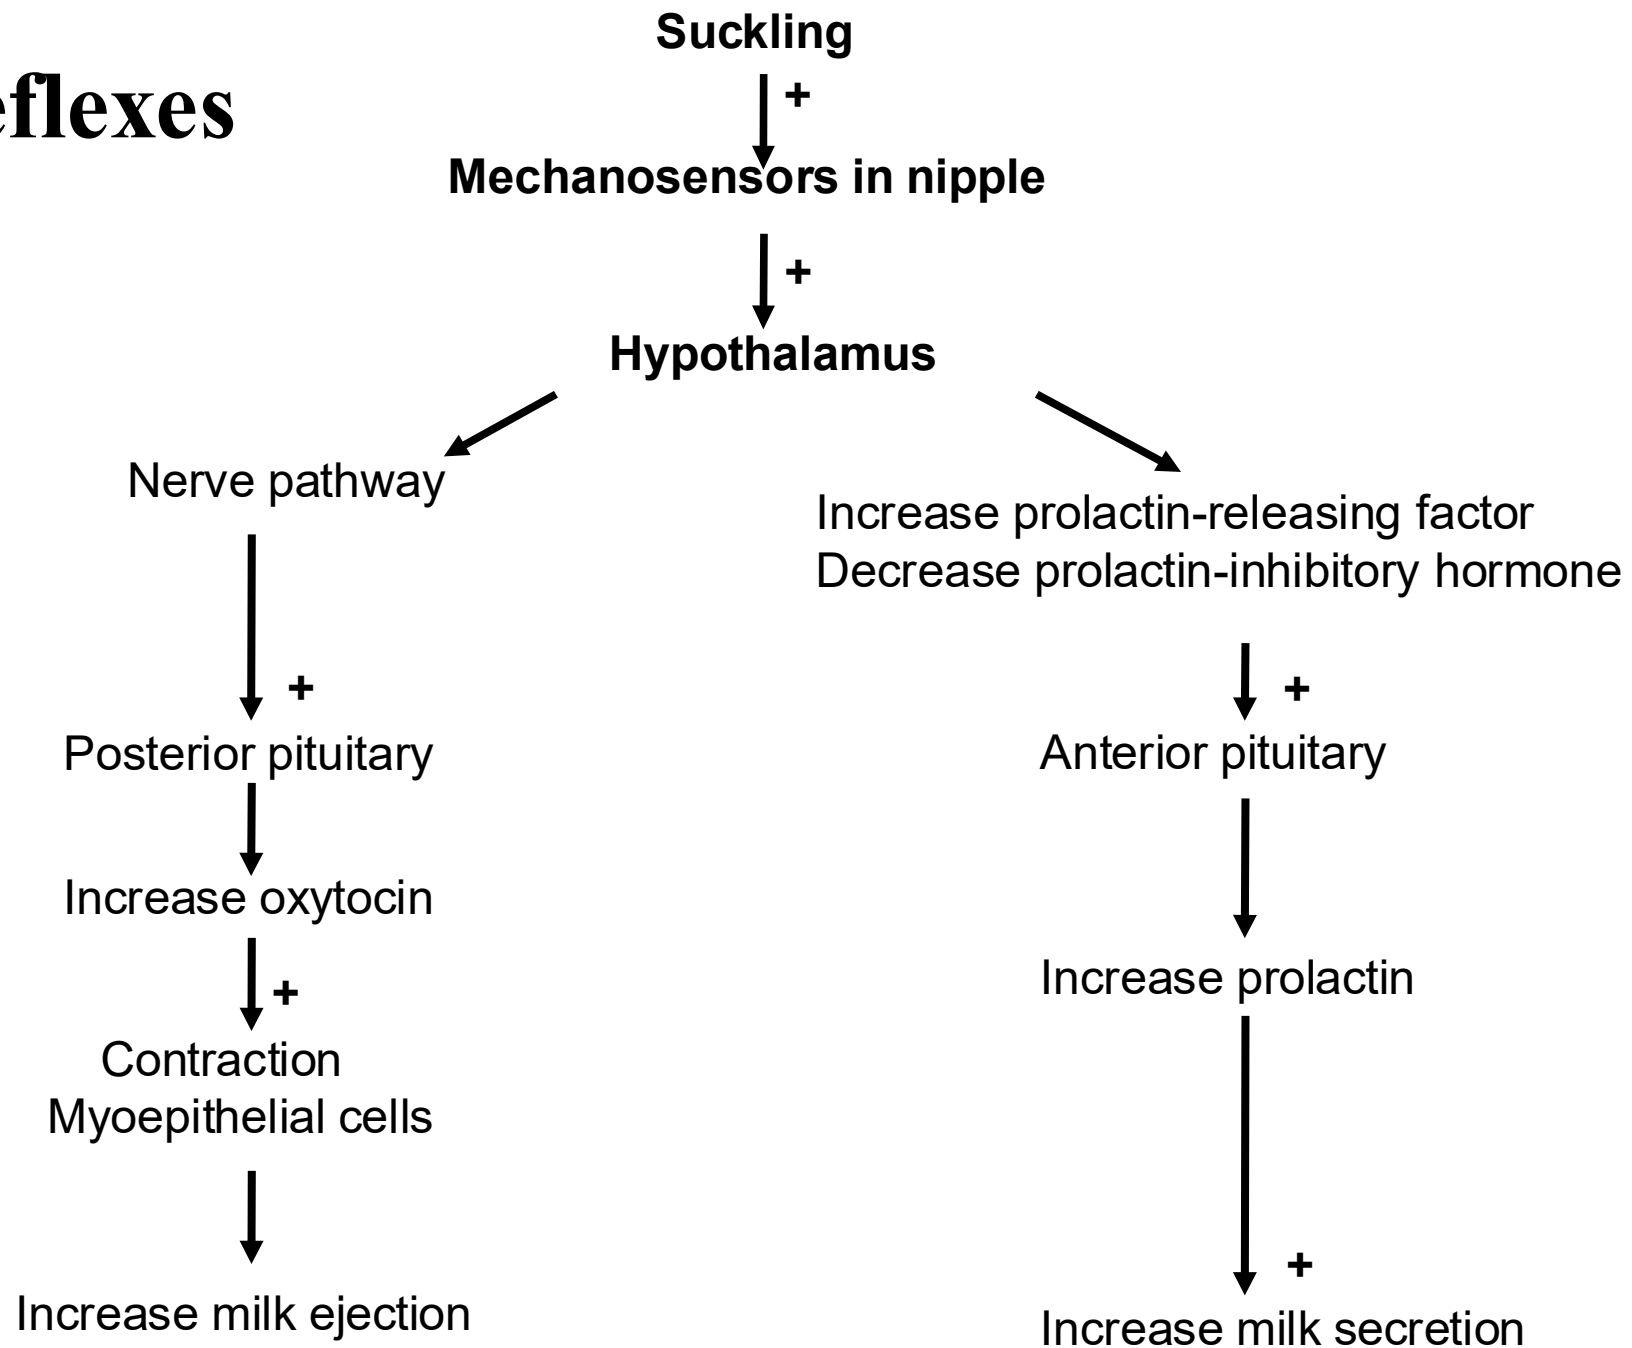 Suckling
eflexes
+
Mechanosensors in nipple
+
Hypothalamus
Nerve pathway
Increase prolactin-releasing factor
Decrease prolactin-inhibitory hormone
+
+
Posterior pituitary
Anterior pituitary
Increase oxytocin
Increase prolactin
+
Contraction
Myoepithelial cells
+
Increase milk ejection
Increase milk secretion